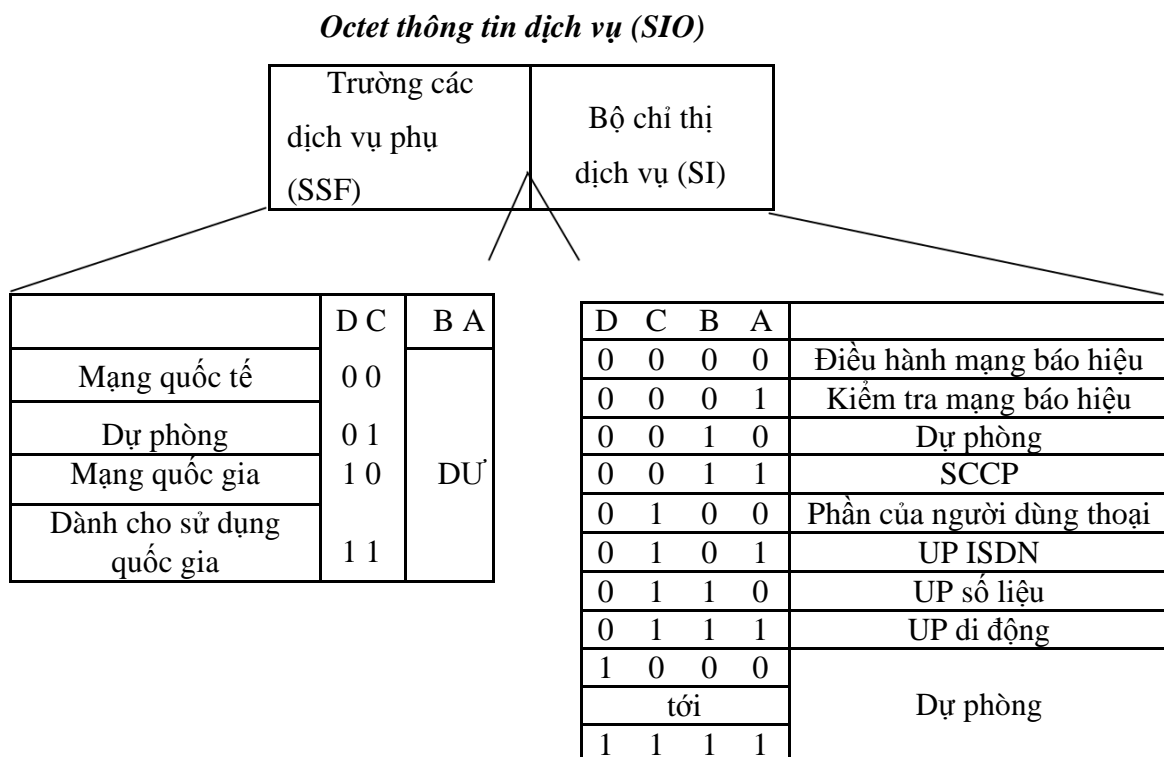 Octet thông tin dịch vụ (SIO)
Trường các
dịch vụ phụ
(SSF)
Bộ chỉ thị
dịch vụ (SI)
D C B A
Mạng quốc tế 0 0
Dự phòng 0 1
Mạng quốc gia 1 0 DƯ
Dành cho sử dụng
quốc gia 1 1
D C B A
0 0 0 0 Điều hành mạng báo hiệu
0 0 0 1 Kiểm tra mạng báo hiệu
0 0 1 0 Dự phòng
0 0 1 1 SCCP
0 1 0 0 Phần của người dùng thoại
0 1 0 1 UP ISDN
0 1 1 0 UP số liệu
0 1 1 1 UP di động
1 0 0 0
tới Dự phòng
1 1 1 1